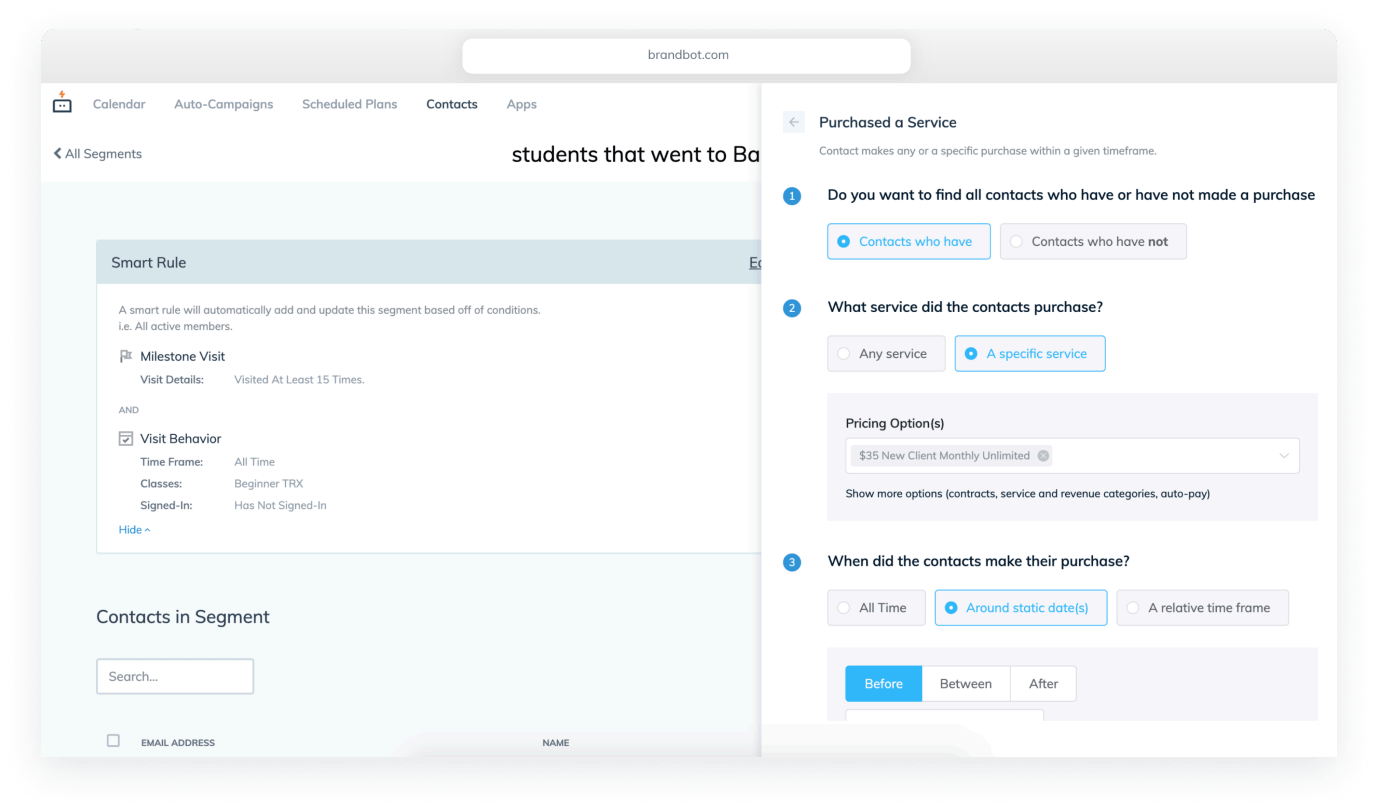 brandbot.com
Calendar Auto-Campaigns Scheduled Plans Contacts Apps
All Segments
students that went to Ba
Smart Rule
A smart rule will automatically add and update this segment based off of conditions.
i.e. All active members.
Milestone Visit
Visit Details: Visited At Least 15 Times.
AND
Visit Behavior
Time Frame: All Time
Classes: Beginner TRX
Signed-In: Has Not Signed-In
Hide
Contacts in Segment
Search...
EMAIL ADDRESS NAME
Purchased a Service
Contact makes any or a specific purchase within a given timeframe.
1 Do you want to find all contacts who have or have not made a purchase
Contacts who have Contacts who have not
2 What service did the contacts purchase?
Any service A specific service
Pricing Option(s)
$35 New Client Monthly Unlimited
Show more options (contracts, service and revenue categories, auto-pay)
3 When did the contacts make their purchase?
All Time Around static date(s) A relative time frame
Before Between After